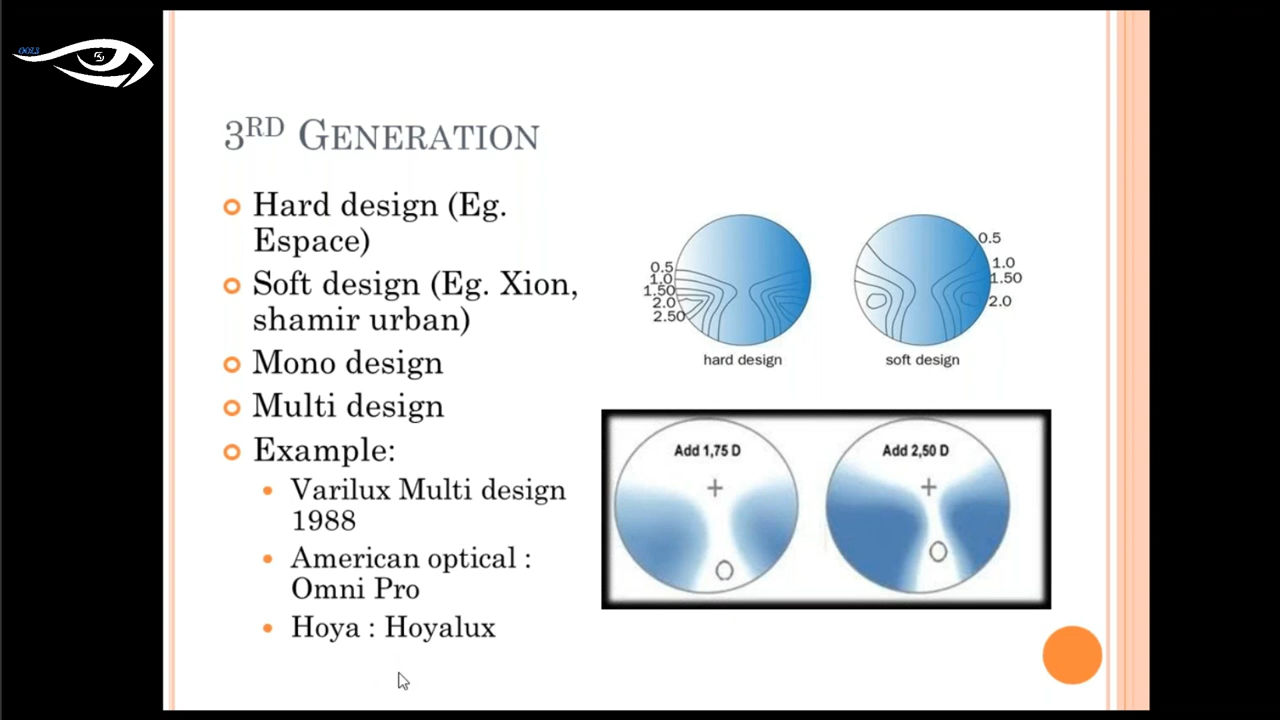 3RD GENERATION
Hard design (Eg.
Espace)
Soft design (Eg. Xion,
shamir urban)
Mono design
Multi design
Example:
Varilux Multi design
1988
American optical :
Omni Pro
Hoya : Hoyalux
0.5
1.0
1.50
2.0
2.50
hard design
0.5
1.0
1.50
2.0
soft design
Add 1,75 D
Add 2,50 D